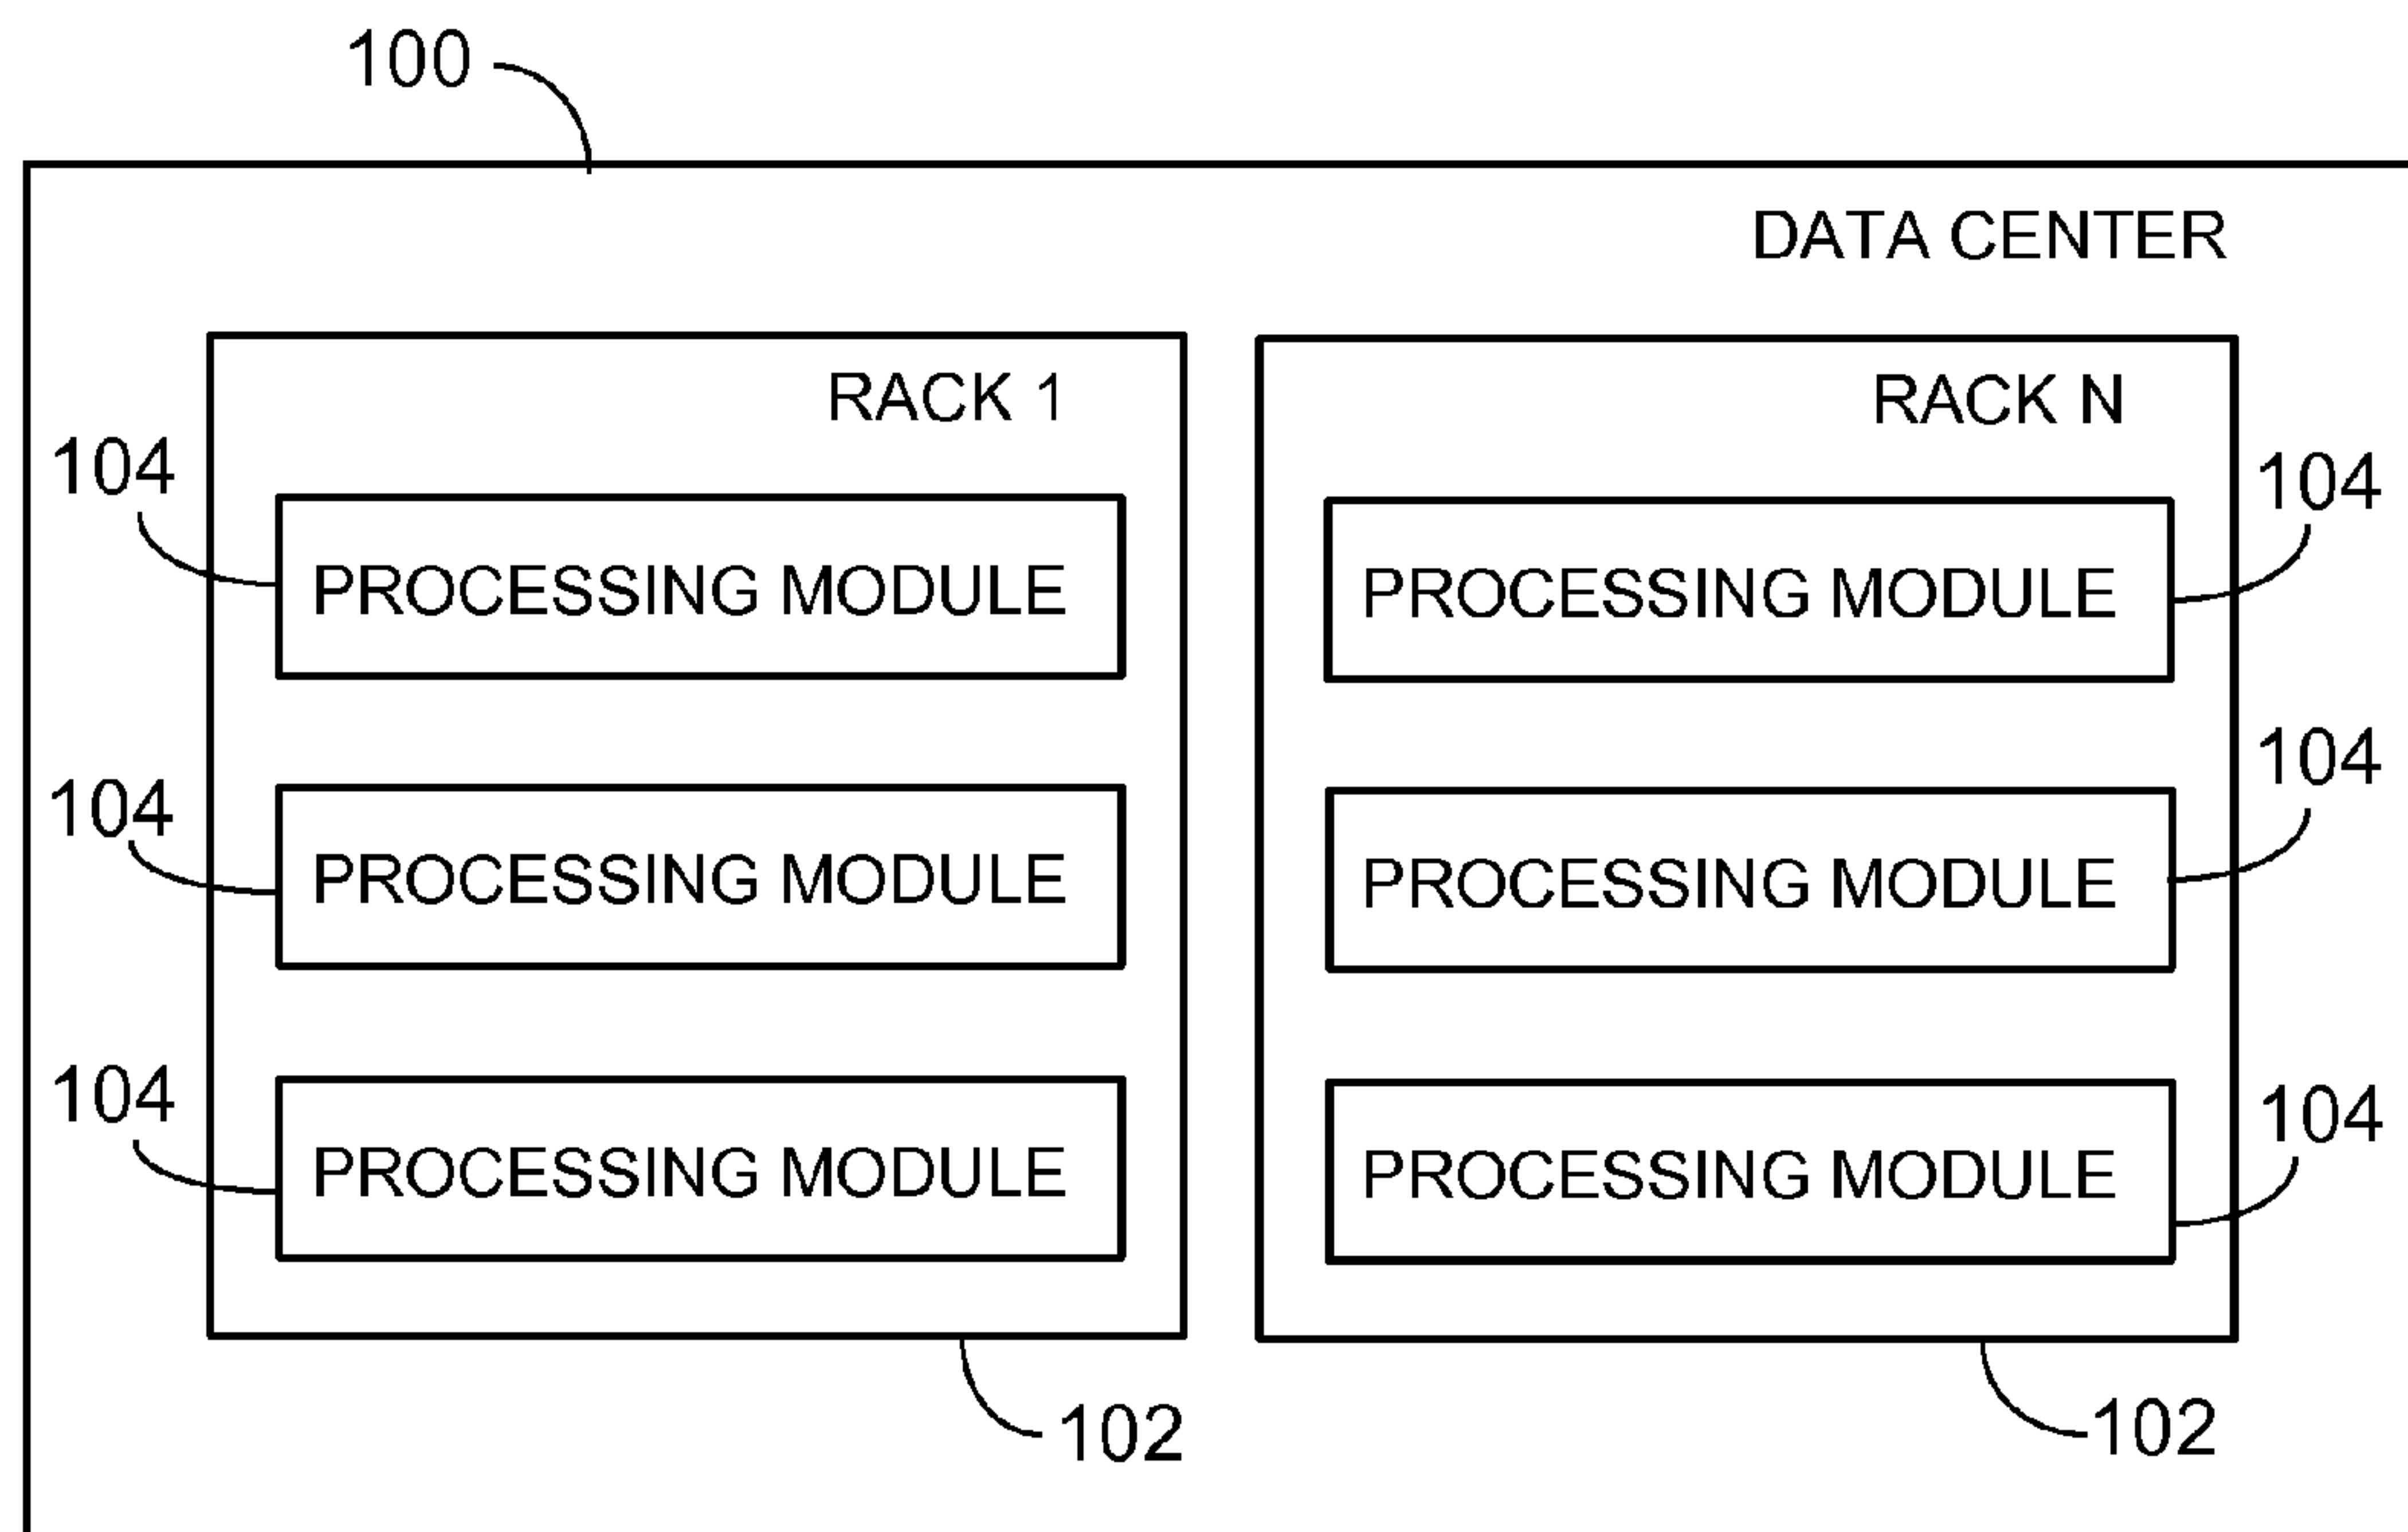 100
DATA CENTER
RACK 1
RACK N
104
PROCESSING MODULE
PROCESSING MODULE
104
104
PROCESSING MODULE
PROCESSING MODULE
104
104
PROCESSING MODULE
PROCESSING MODULE
104
102
102